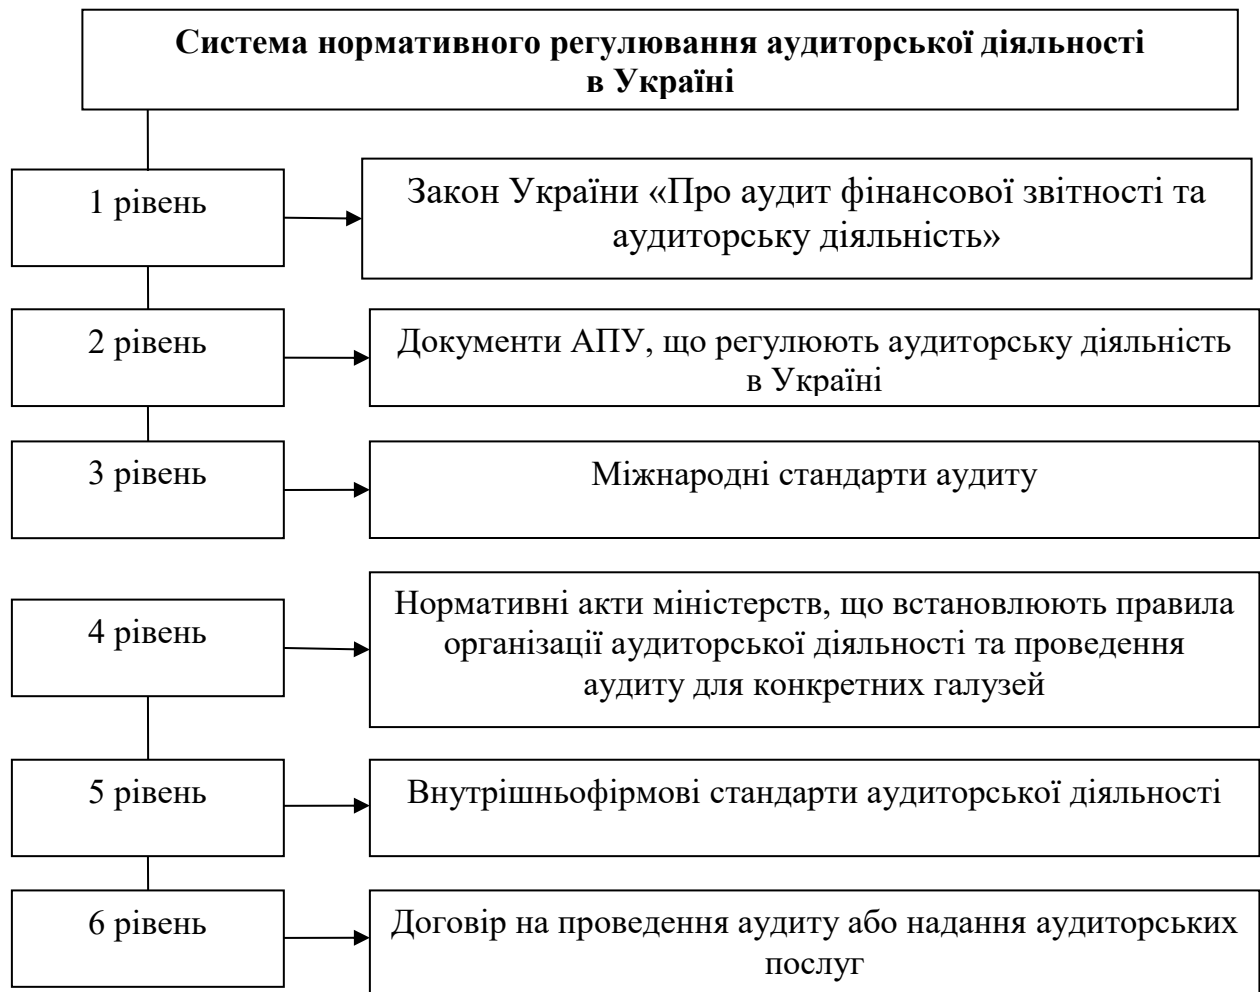 Система нормативного регулювання аудиторської діяльності
в Україні
1 рівень
Закон України «Про аудит фінансової звітності та
аудиторську діяльність»
2 рівень
Документи АПУ, що регулюють аудиторську діяльність
в Україні
3 рівень
Міжнародні стандарти аудиту
4 рівень
Нормативні акти міністерств, що встановлюють правила
організації аудиторської діяльності та проведення
аудиту для конкретних галузей
5 рівень
Внутрішньофірмові стандарти аудиторської діяльності
6 рівень
Договір на проведення аудиту або надання аудиторських
послуг